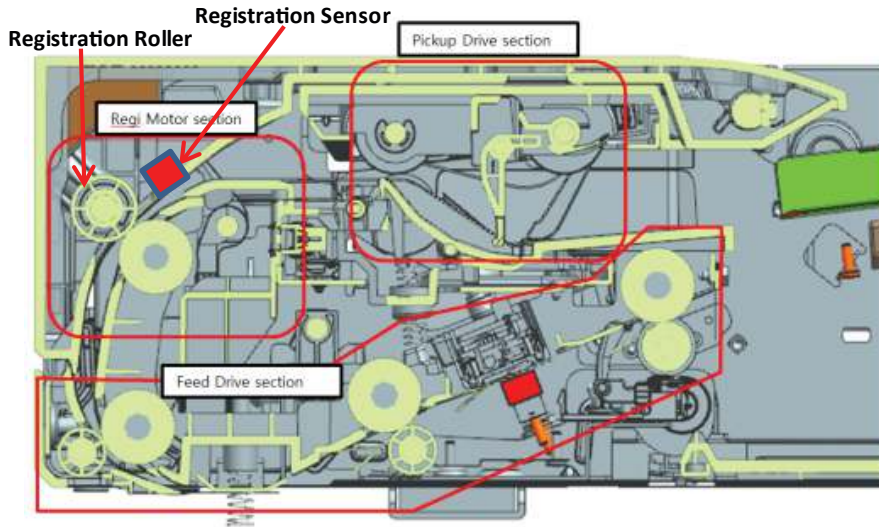 Registration Sensor
Registration Roller
Pickup Drive section
Regi Motor section
Feed Drive section